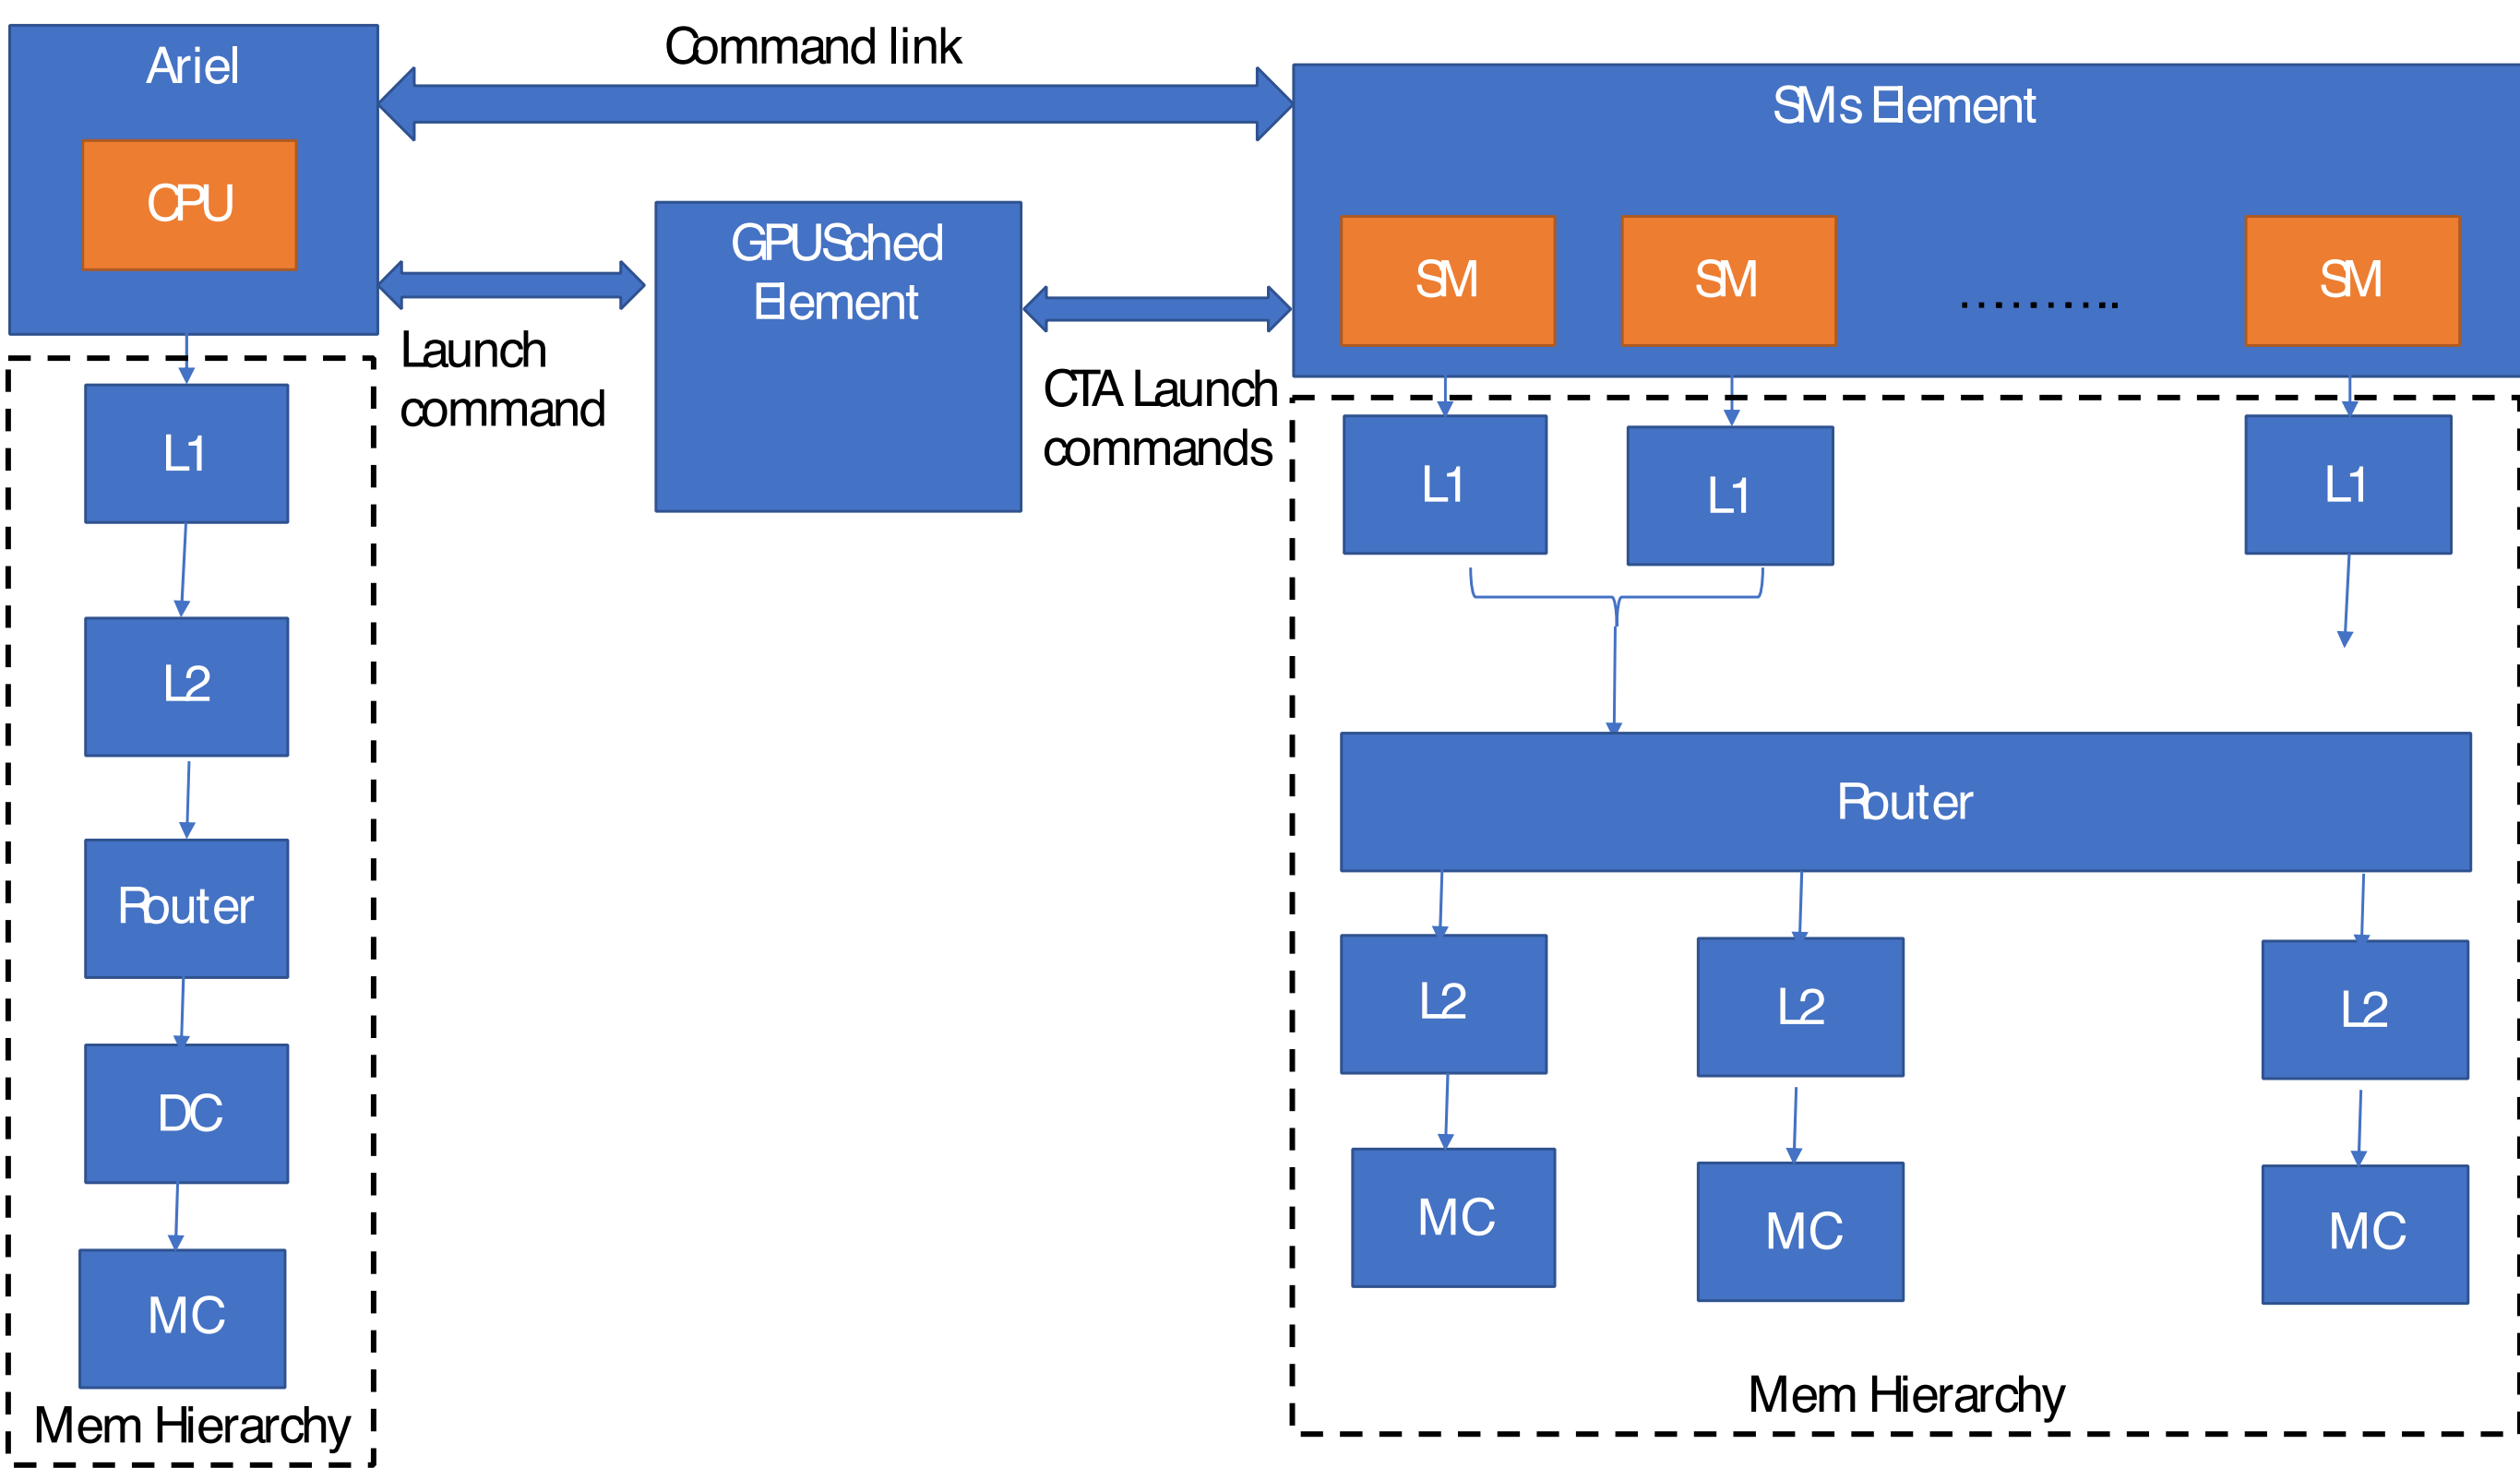 Command link
Ariel
CPU
SMs Element
GPUSched
Element
SM
SM
..........
SM
Launch
command
CTA Launch
commands
L1
L2
Router
DC
MC
Mem Hierarchy
L1
L1
L1
Router
L2
L2
L2
MC
MC
MC
Mem Hierarchy